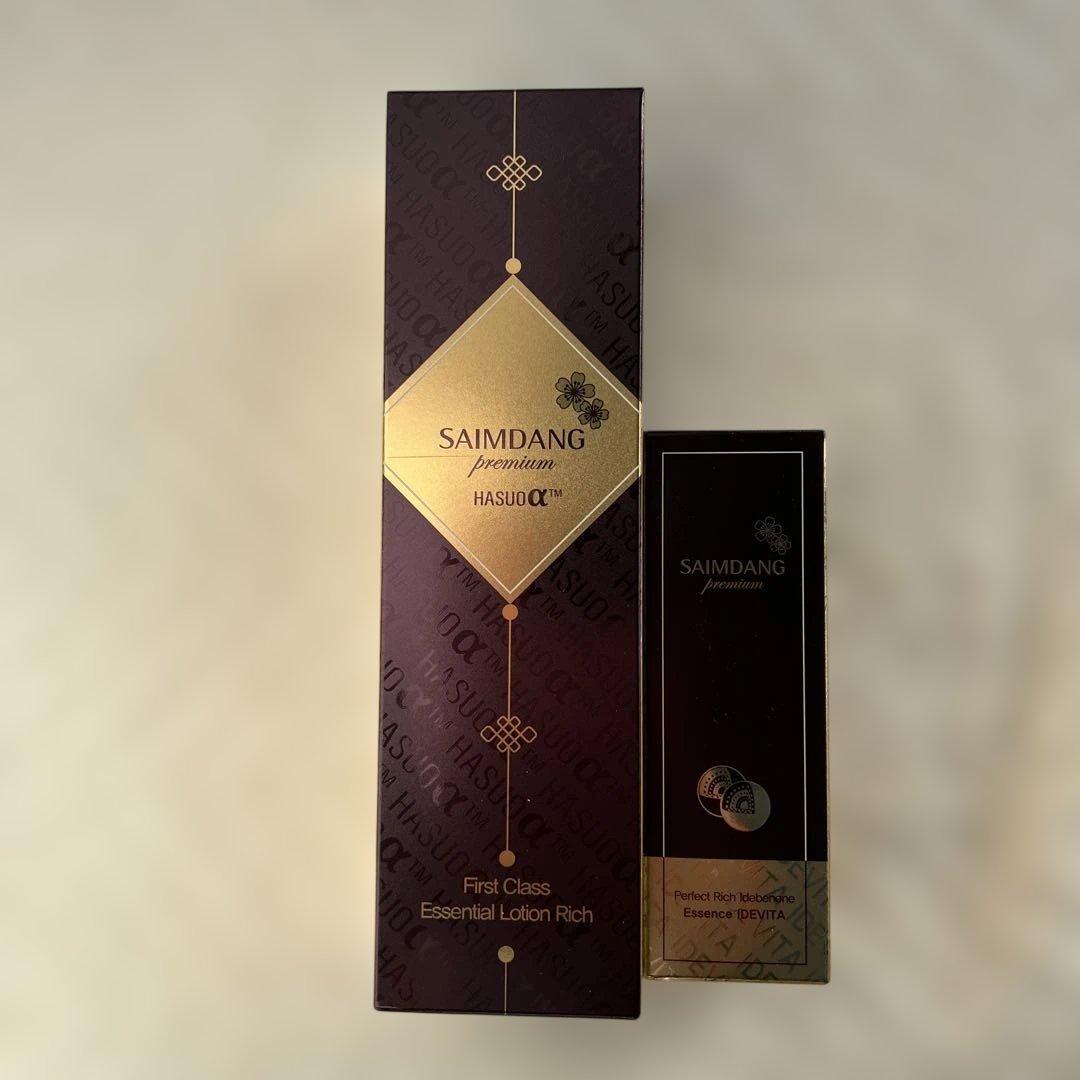 SAIMDANG
premium
HASUOα™
First Class
Essential Lotion Rich
SAIMDANG
premium
Perfect Rich Idebenone
Essence IDEVITA